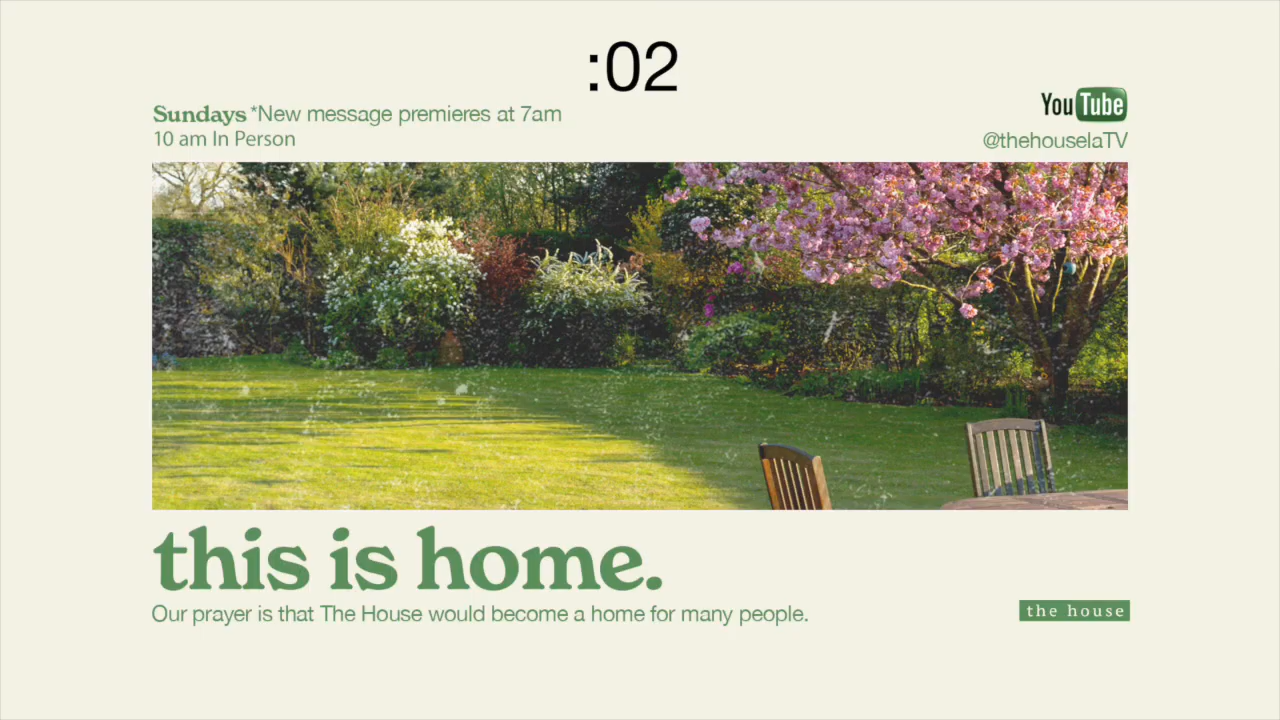 :02
Sundays *New message premieres at 7am
10 am In Person
YouTube
@thehouselaTV
this is home.
Our prayer is that The House would become a home for many people.
the house